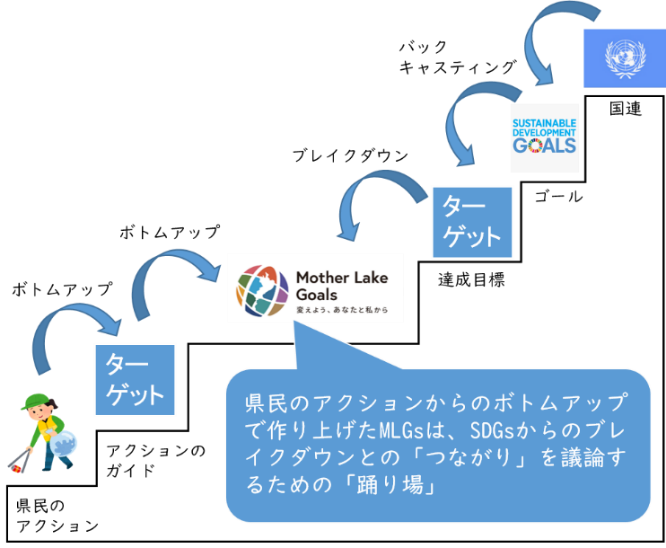 バック
キャスティング
国連
SUSTAINABLE
DEVELOPMENT
GOALS
ゴール
ブレイクダウン
ター
ゲット
達成目標
ボトムアップ
Mother Lake
Goals
変えよう、あなたと私から
ボトムアップ
ター
ゲット
アクションの
ガイド
県民の
アクション
県民のアクションからのボトムアップ
で作り上げたMLGsは、SDGsからのブレ
イクダウンとの「つながり」を議論す
るための「踊り場」